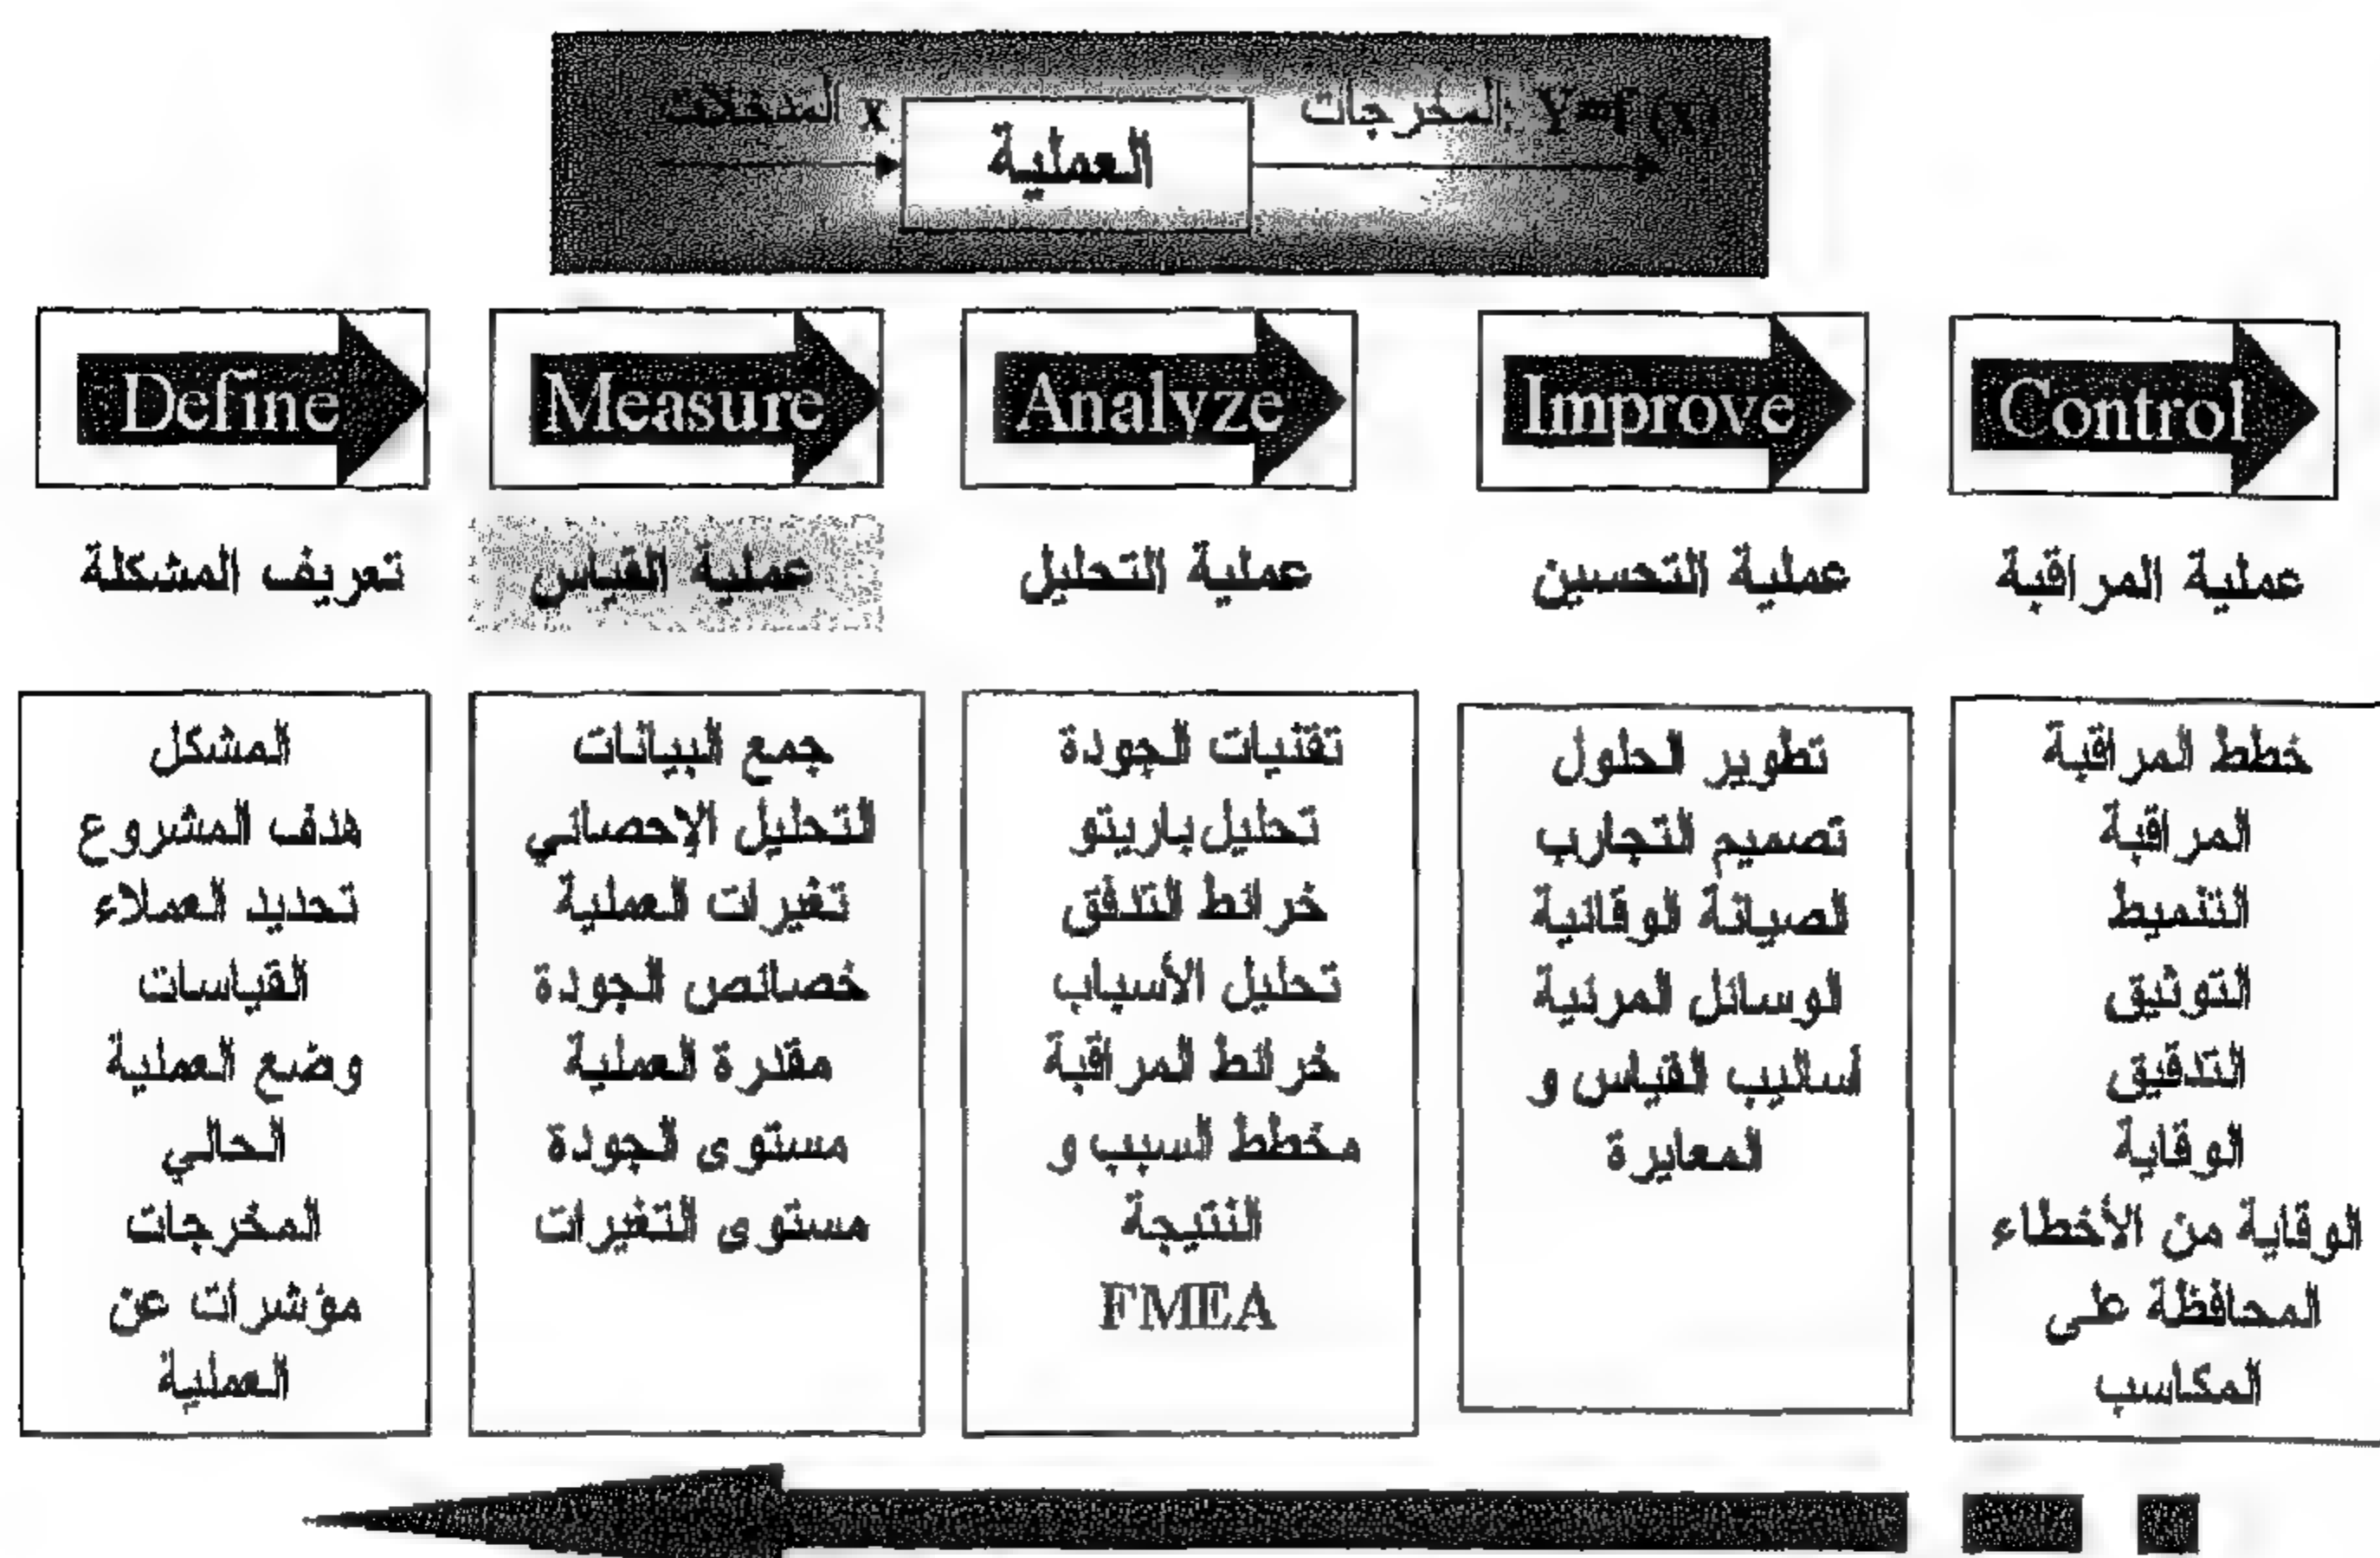 المدخلات x
العملية
المخرجات Y=f (x)
Define
Measure
Analyze
Improve
Control
تعريف المشكلة
عملية القياس
عملية التحليل
عملية التحسين
عملية المراقبة
المشكل
هدف المشروع
تحديد العملاء
القياسات
وضع العملية
الحالي
المخرجات
مؤشرات عن
العملية
جمع البيانات
التحليل الإحصائي
تغيرات العملية
خصائص الجودة
مقدرة العملية
مستوى الجودة
مستوى التغيرات
تقنيات الجودة
تحليل باريتو
خرائط التدفق
تحليل الأسباب
خرائط المراقبة
مخطط السبب و
النتيجة
FMEA
تطوير الحلول
تصميم التجارب
الصيانة الوقائية
الوسائل المرئية
أساليب القياس و
المعايرة
خطط المراقبة
المراقبة
التنميط
التوثيق
التدقيق
الوقاية
الوقاية من الأخطاء
المحافظة على
المكاسب